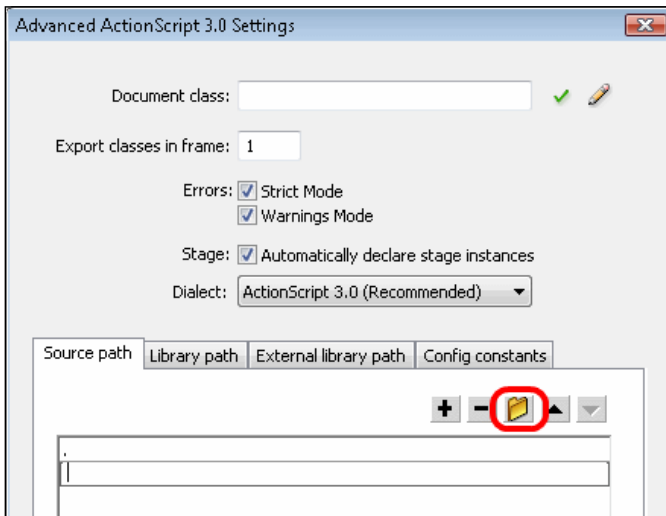 Advanced ActionScript 3.0 Settings
Document class:
Export classes in frame: 1
Errors: Strict Mode
Warnings Mode
Stage: Automatically declare stage instances
Dialect: ActionScript 3.0 (Recommended)
Source path Library path External library path Config constants
.